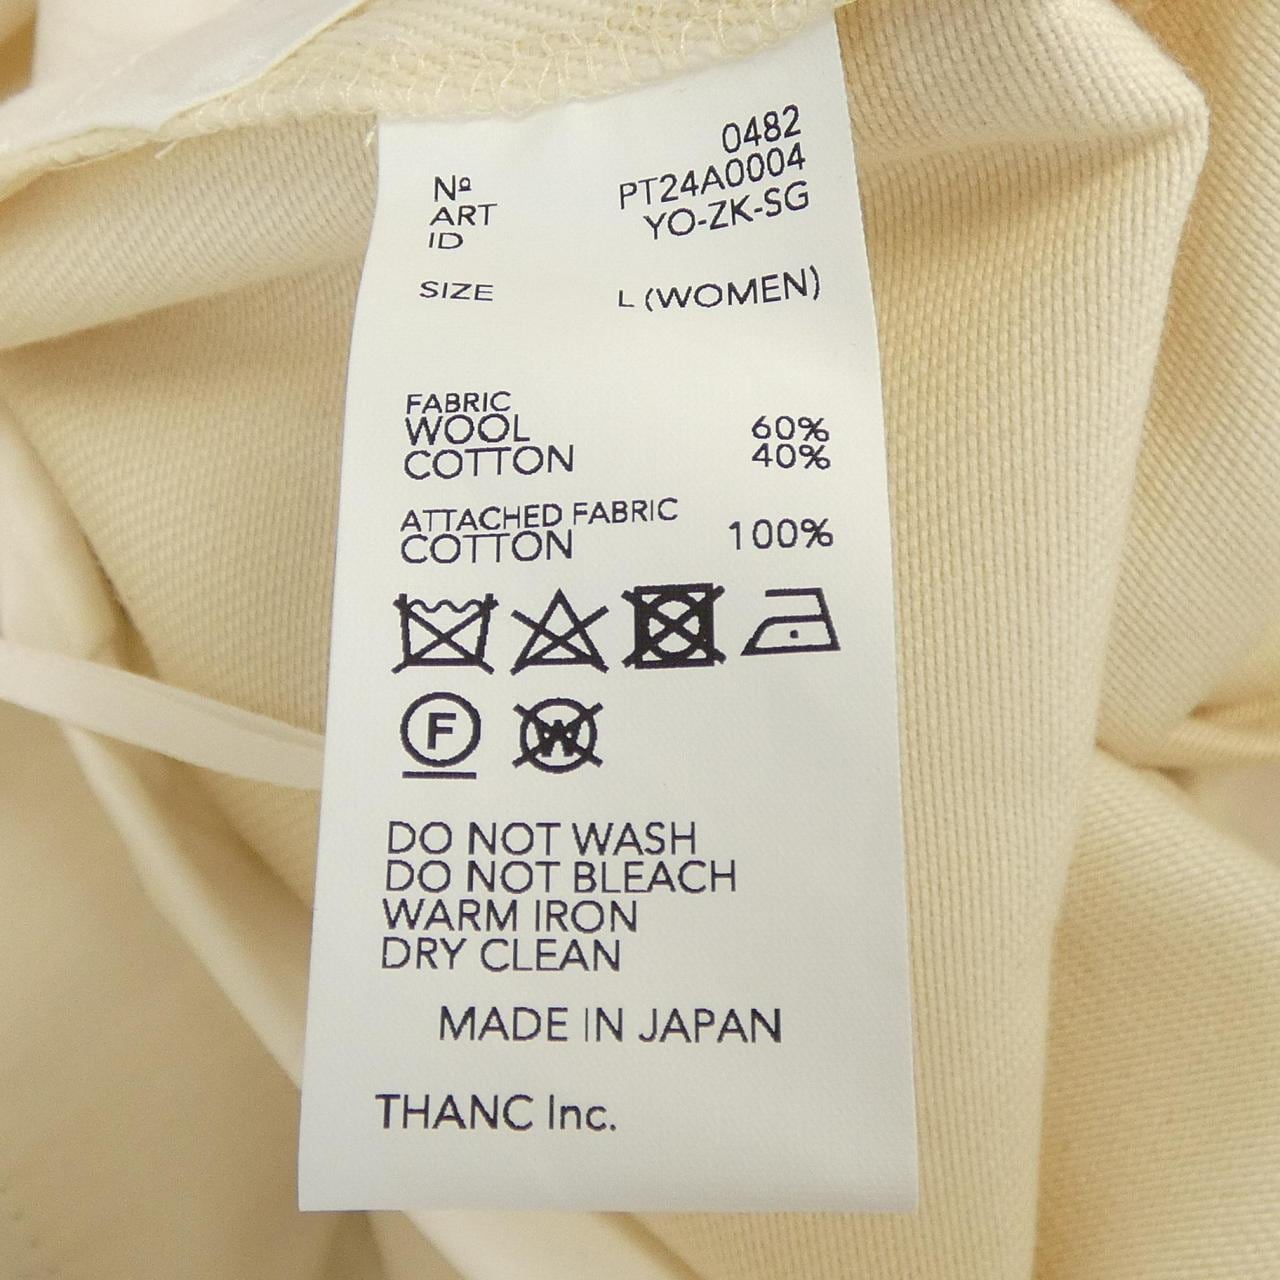 Nº 0482
ART PT24A0004
ID YO-ZK-SG
SIZE L (WOMEN)
FABRIC
WOOL 60%
COTTON 40%
ATTACHED FABRIC
COTTON 100%
F W
DO NOT WASH
DO NOT BLEACH
WARM IRON
DRY CLEAN
MADE IN JAPAN
THANC Inc.